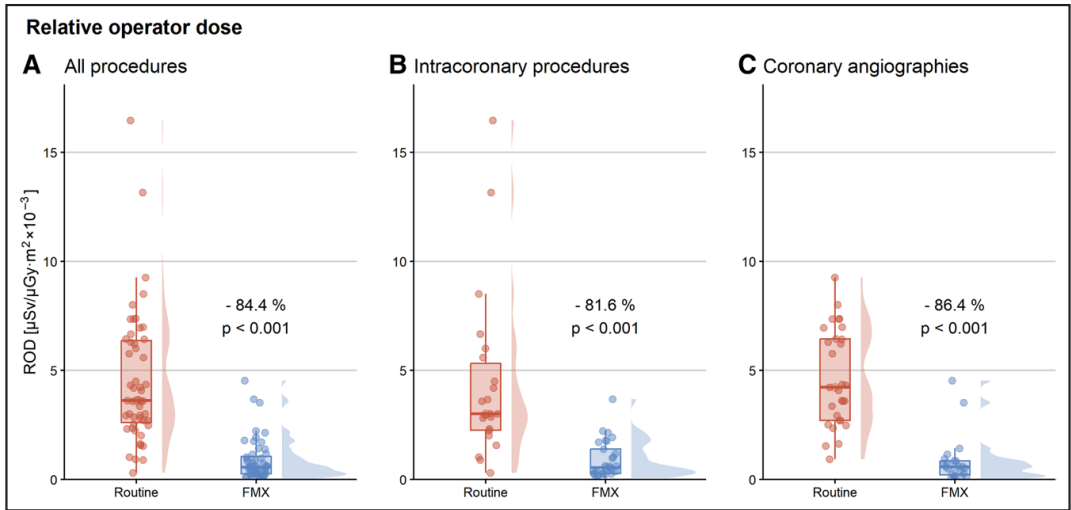 Relative operator dose
A All procedures
B Intracoronary procedures
C Coronary angiographies
ROD [µSv/µGy·m²×10⁻³]
15
10
5
0
- 84.4 %
p < 0.001
Routine
FMX
15
10
5
0
- 81.6 %
p < 0.001
Routine
FMX
15
10
5
0
- 86.4 %
p < 0.001
Routine
FMX